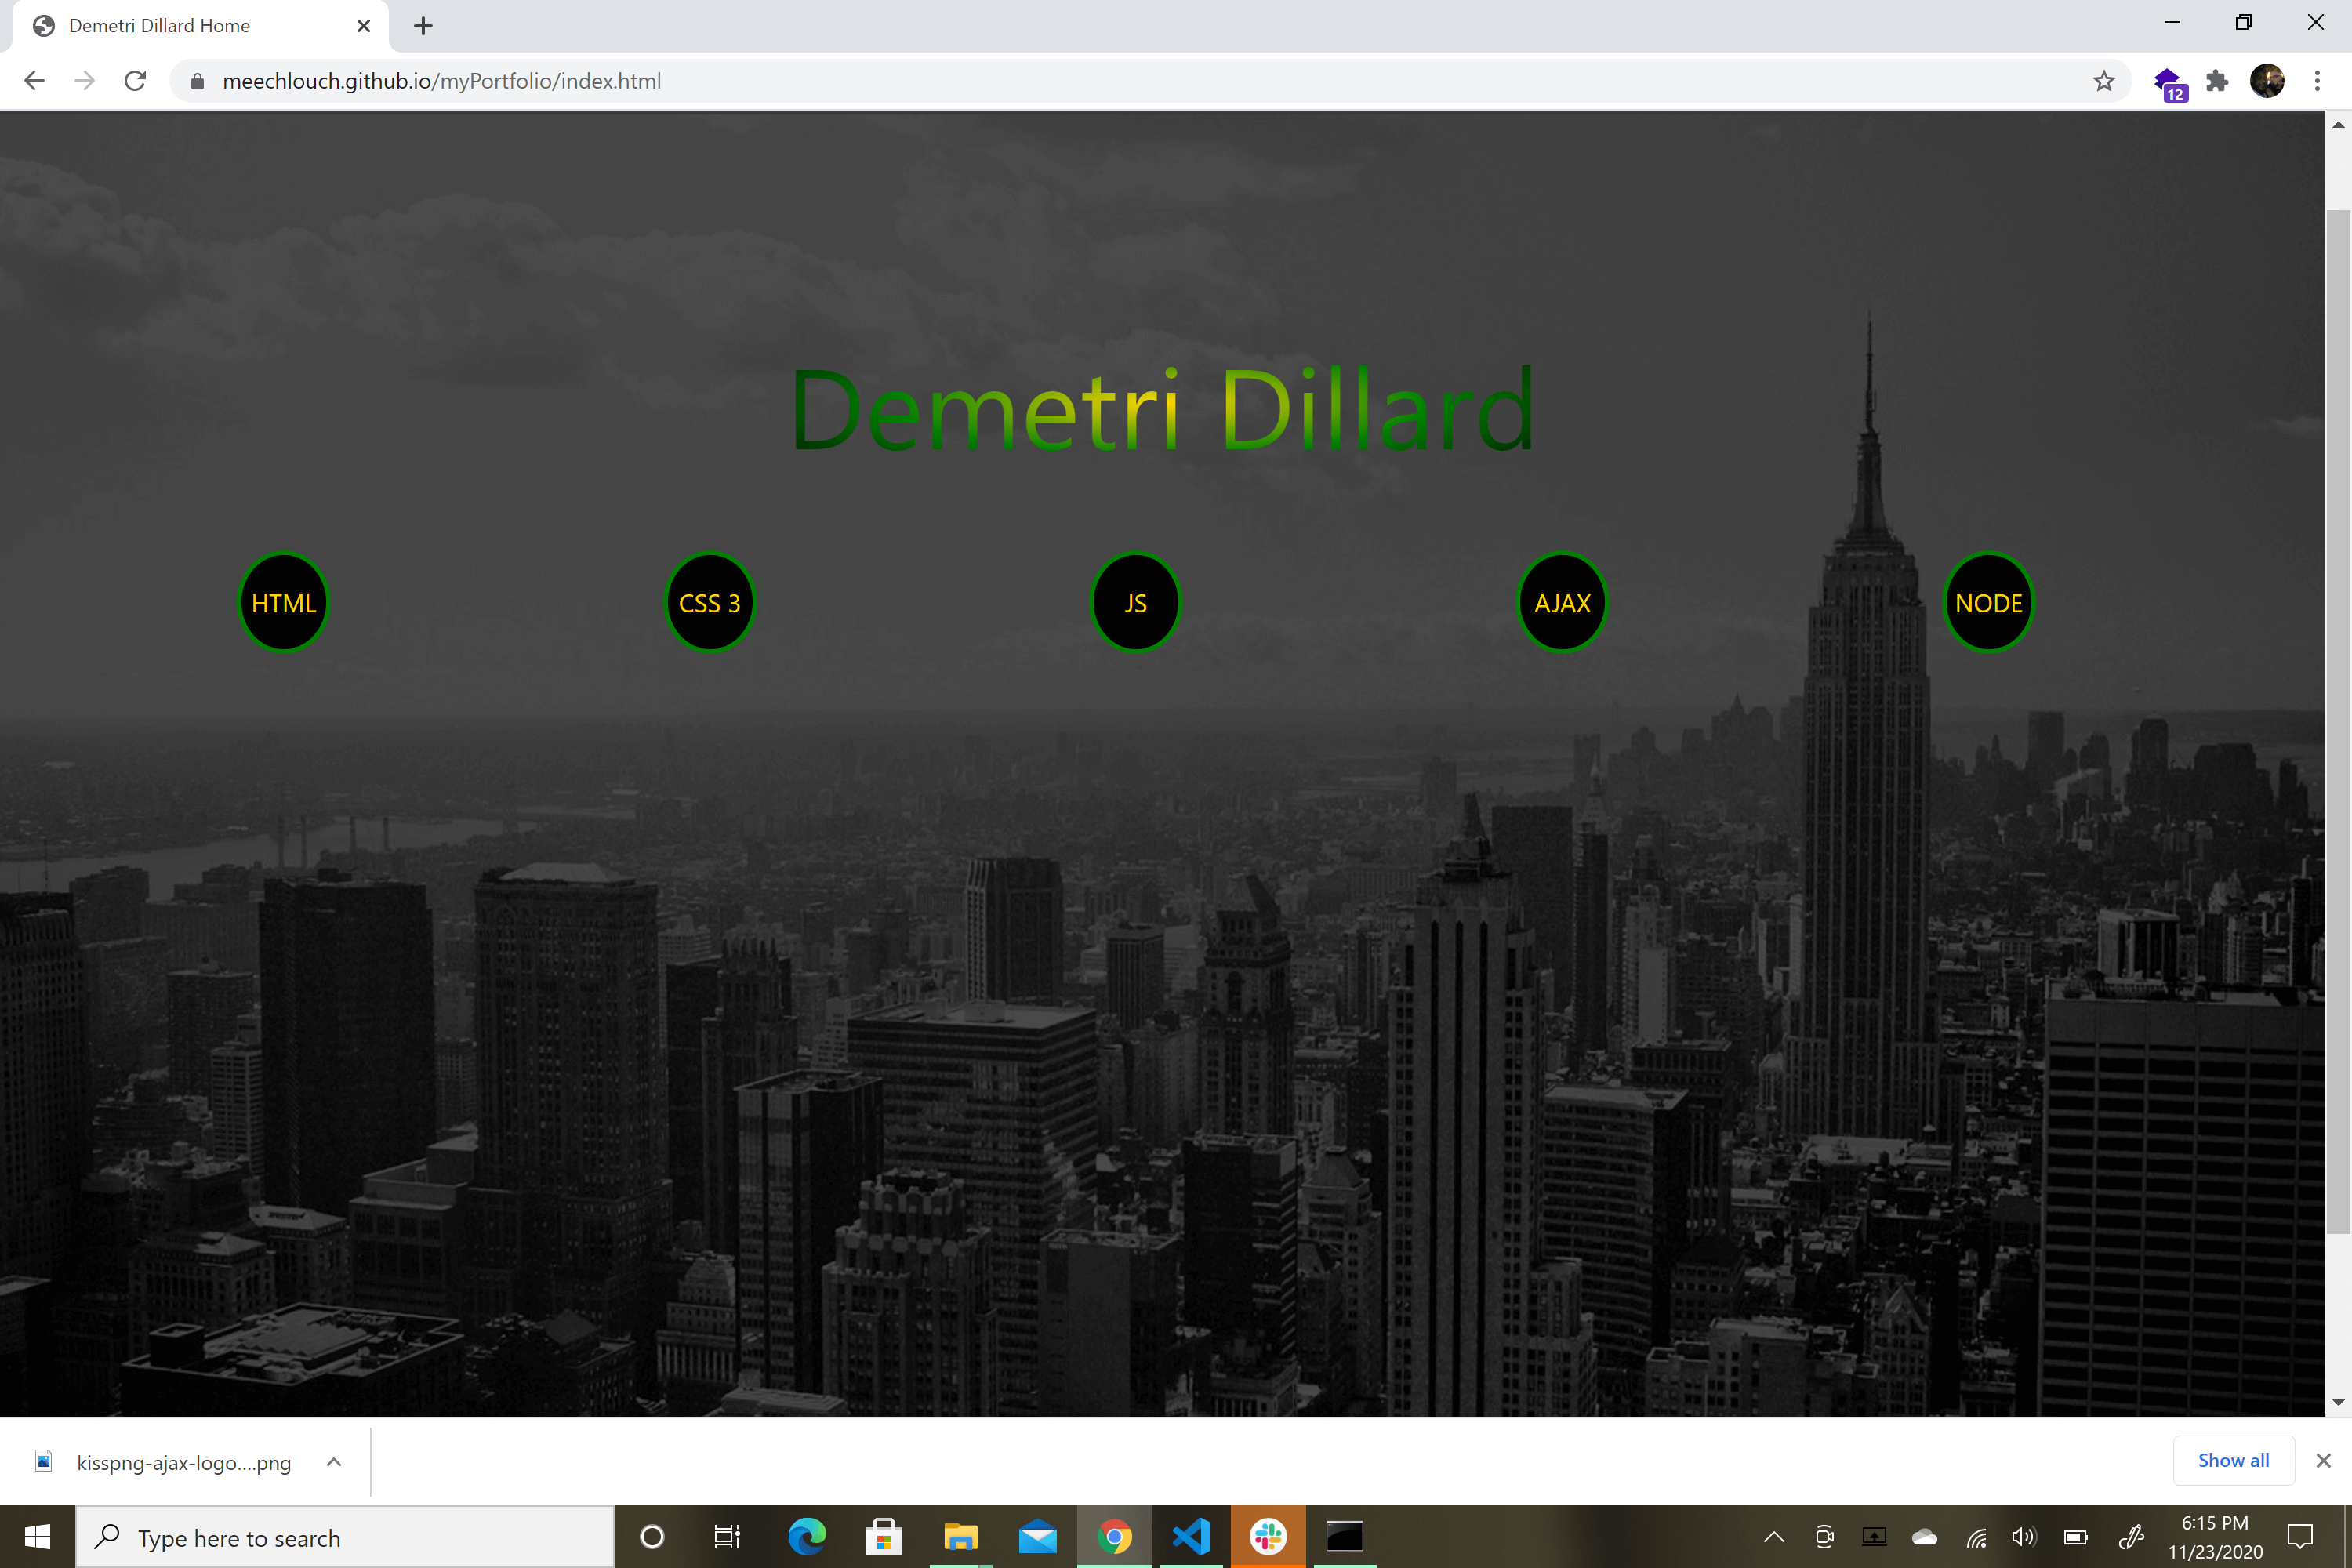 Demetri Dillard Home
meechlouch.github.io/myPortfolio/index.html
12
Demetri Dillard
HTML
CSS 3
JS
AJAX
NODE
kisspng-ajax-logo....png
Show all
Type here to search
6:15 PM
11/23/2020